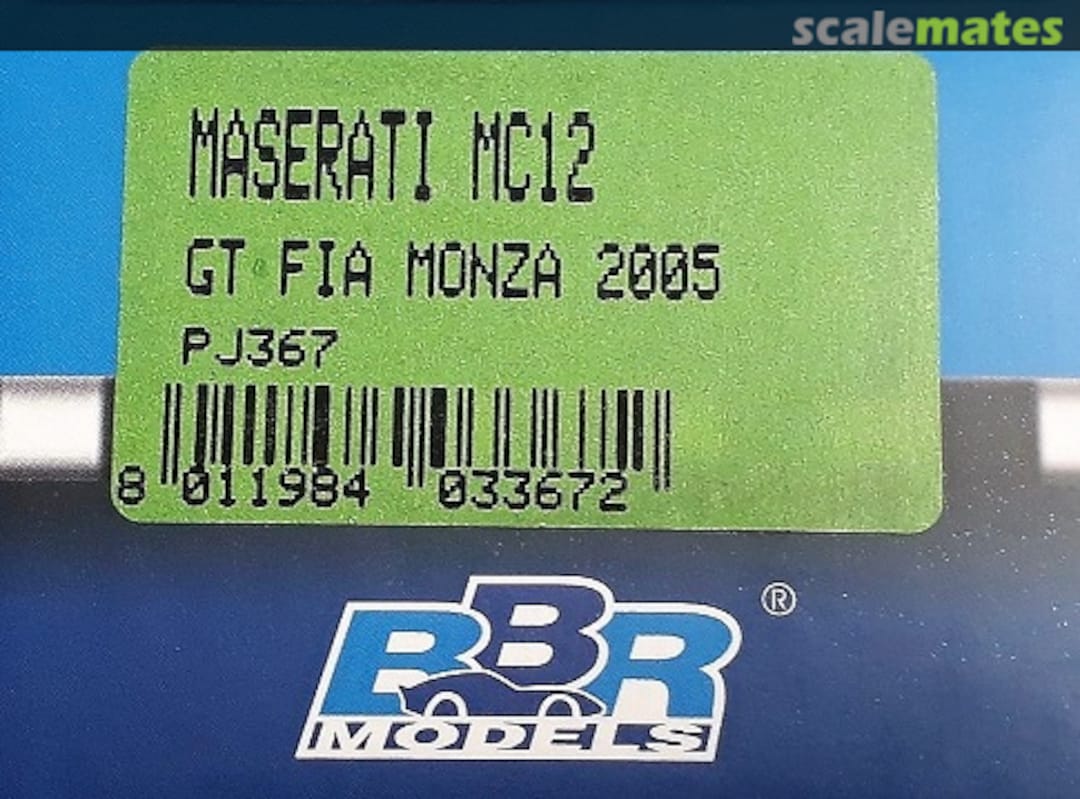 scalemates
MASERATI MC12
GT FIA MONZA 2005
PJ367
8 011984 033672
BBR
MODELS
®